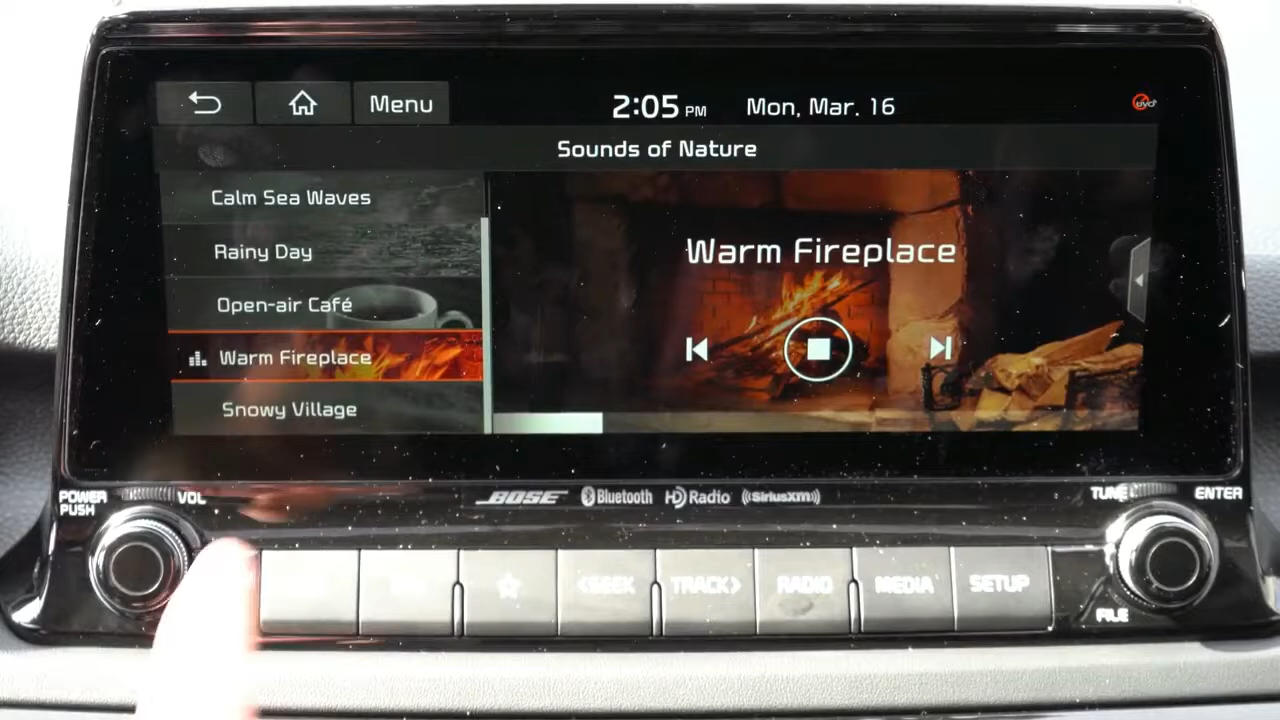 Menu
2:05 PM
Mon, Mar. 16
UVO
Sounds of Nature
Calm Sea Waves
Rainy Day
Open-air Café
Warm Fireplace
Snowy Village
Warm Fireplace
POWER
PUSH
VOL
BOSE
Bluetooth
HD Radio
((SiriusXM))
TUNE
ENTER
<SEEK
TRACK>
RADIO
MEDIA
SETUP
FILE